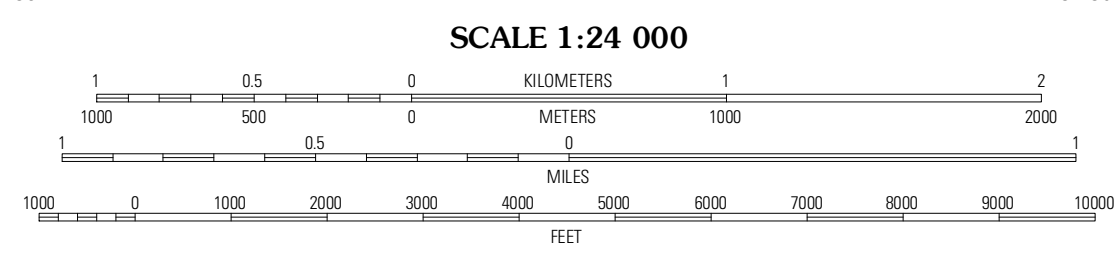 SCALE 1:24 000
1 0.5 0 KILOMETERS 1 2
1000 500 0 METERS 1000 2000
1 0.5 0 1
MILES
1000 0 1000 2000 3000 4000 5000 6000 7000 8000 9000 10000
FEET